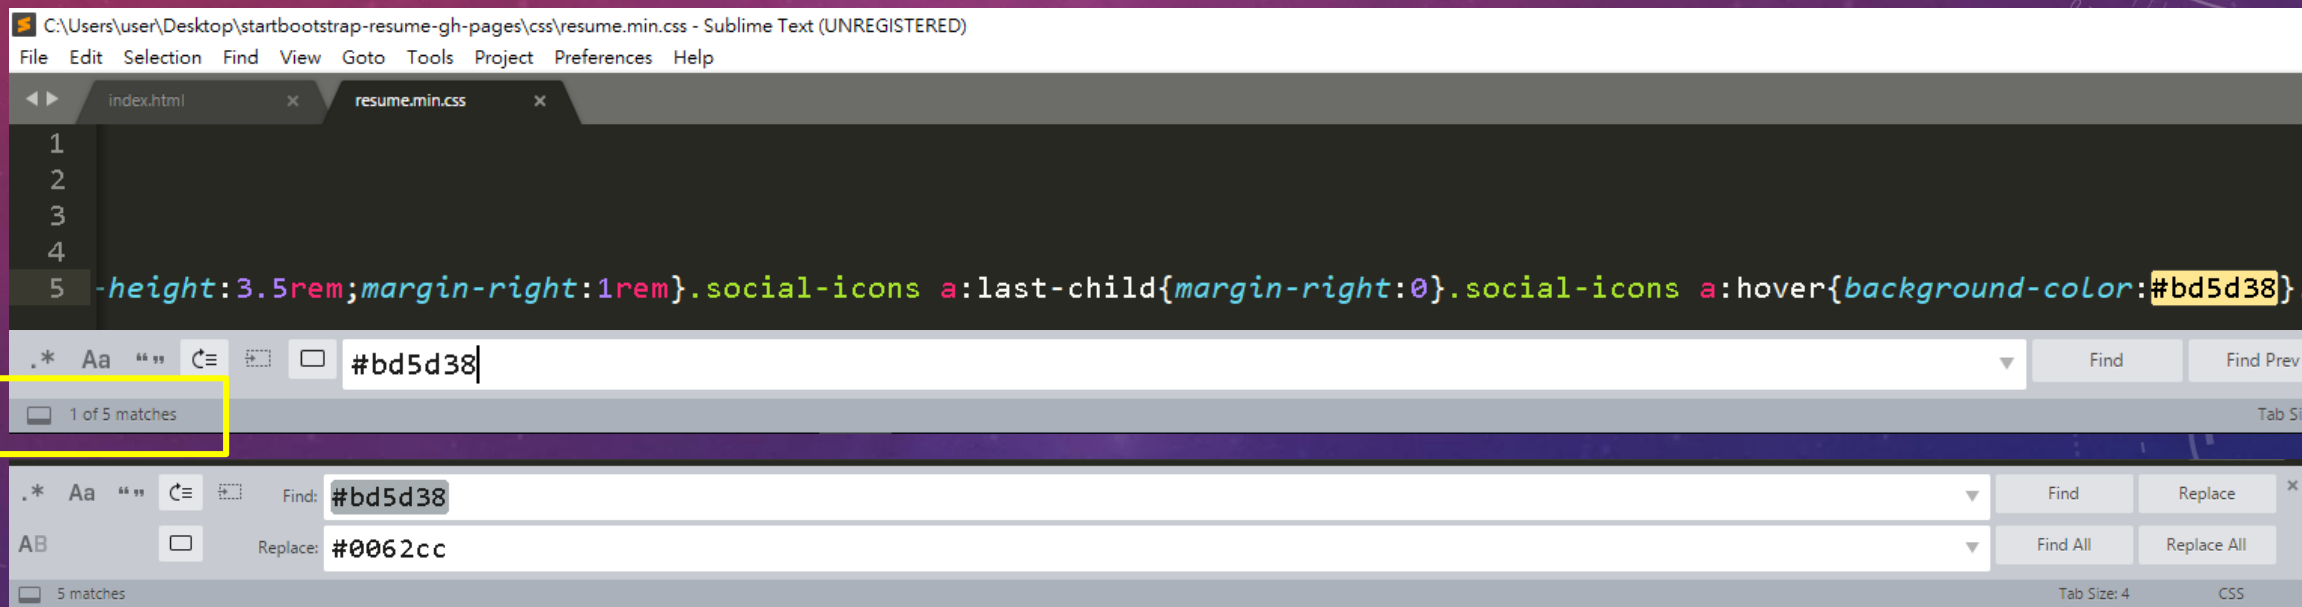 C:\Users\user\Desktop\startbootstrap-resume-gh-pages\css\resume.min.css - Sublime Text (UNREGISTERED)
File Edit Selection Find View Goto Tools Project Preferences Help
index.html × resume.min.css ×
1
2
3
4
5 -height:3.5rem;margin-right:1rem}.social-icons a:last-child{margin-right:0}.social-icons a:hover{background-color:#bd5d38}
.* Aa “” #bd5d38 Find Find Prev
1 of 5 matches Tab Si
.* Aa “” Find: #bd5d38 Find Replace ×
AB Replace: #0062cc Find All Replace All
5 matches Tab Size: 4 CSS